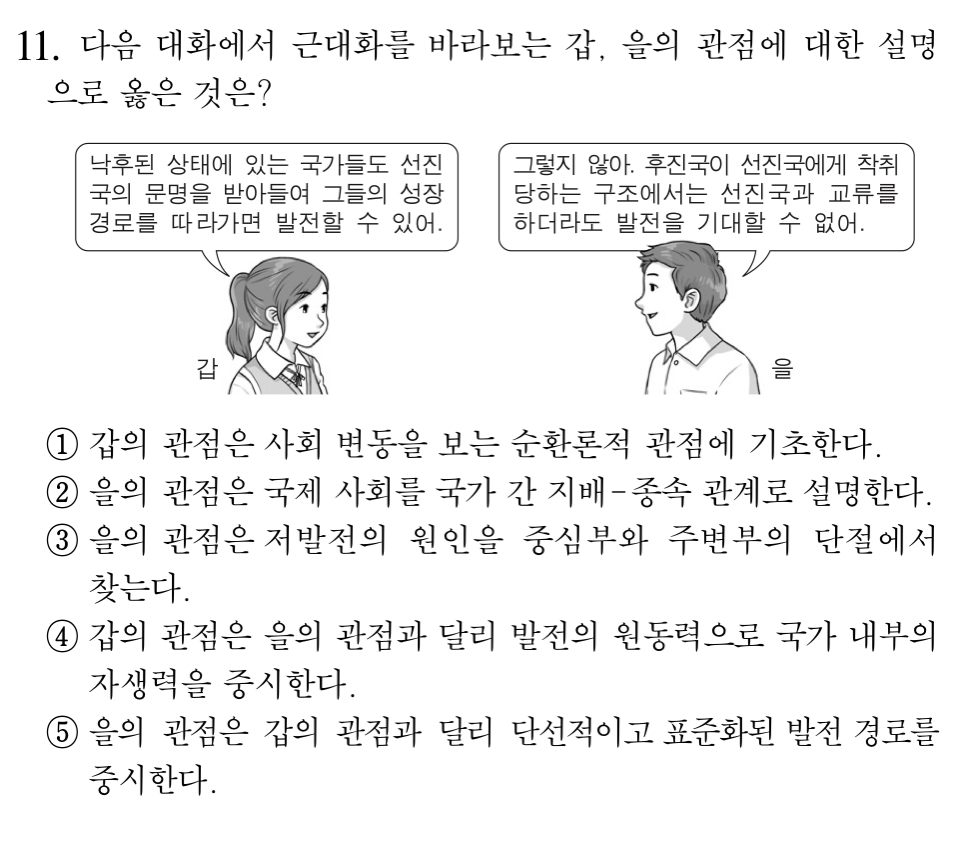 11. 다음 대화에서 근대화를 바라보는 갑, 을의 관점에 대한 설명
으로 옳은 것은?
낙후된 상태에 있는 국가들도 선진
국의 문명을 받아들여 그들의 성장
경로를 따라가면 발전할 수 있어.
그렇지 않아. 후진국이 선진국에게 착취
당하는 구조에서는 선진국과 교류를
하더라도 발전을 기대할 수 없어.
갑
을
① 갑의 관점은 사회 변동을 보는 순환론적 관점에 기초한다.
② 을의 관점은 국제 사회를 국가 간 지배-종속 관계로 설명한다.
③ 을의 관점은 저발전의 원인을 중심부와 주변부의 단절에서
찾는다.
④ 갑의 관점은 을의 관점과 달리 발전의 원동력으로 국가 내부의
자생력을 중시한다.
⑤ 을의 관점은 갑의 관점과 달리 단선적이고 표준화된 발전 경로를
중시한다.